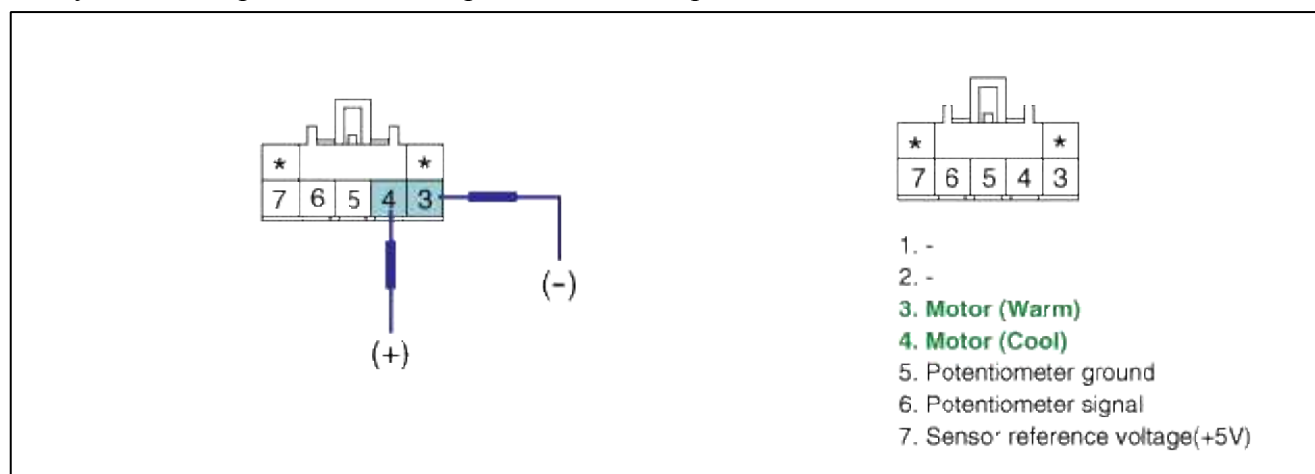 * *
7 6 5 4 3
(-)
(+)
* *
7 6 5 4 3
1. -
2. -
3. Motor (Warm)
4. Motor (Cool)
5. Potentiometer ground
6. Potentiometer signal
7. Sensor reference voltage(+5V)